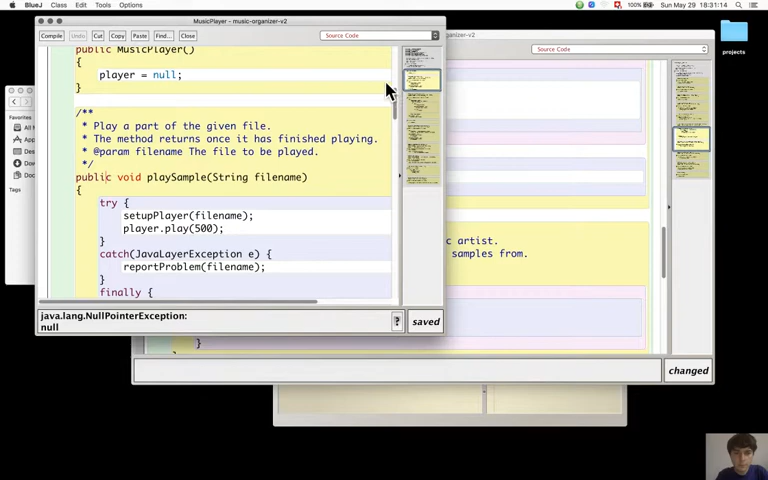 BlueJ Class Edit Tools Options
100%
Sun May 29 18:31:14
MusicPlayer - music-organizer-v2
Compile Undo Cut Copy Paste Find... Close
Source Code
public MusicPlayer()
{
player = null;
}
/**
* Play a part of the given file.
* The method returns once it has finished playing.
* @param filename The file to be played.
*/
public void playSample(String filename)
{
try {
setupPlayer(filename);
player.play(500);
}
catch(JavaLayerException e) {
reportProblem(filename);
}
finally {
java.lang.NullPointerException:
null
?
saved
Source Code
artist.
samples from.
}
changed
projects
Favorites
All M
Tags